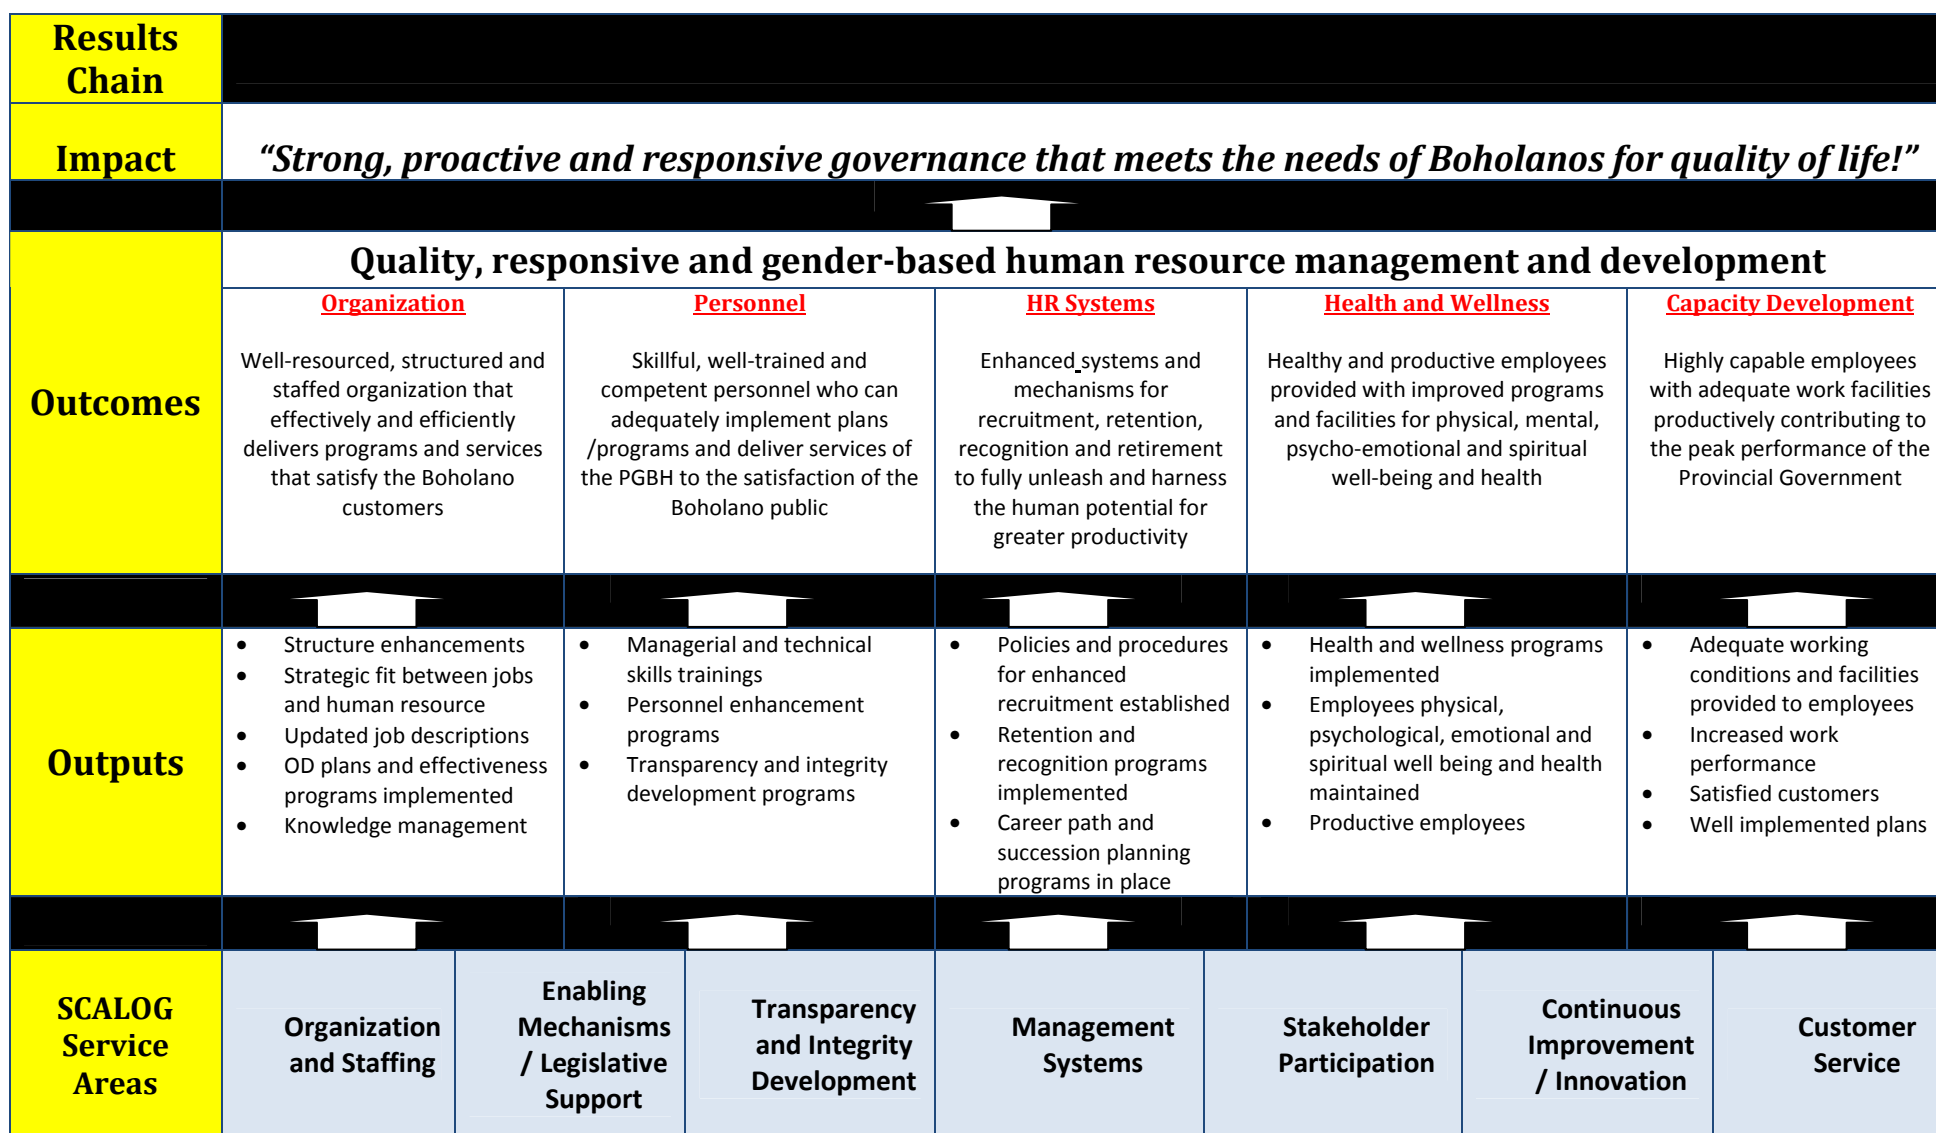 Results
Chain
Impact
“Strong, proactive and responsive governance that meets the needs of Boholanos for quality of life!”
Outcomes
Quality, responsive and gender-based human resource management and development
Organization
Well-resourced, structured and
staffed organization that
effectively and efficiently
delivers programs and services
that satisfy the Boholano
customers
Personnel
Skillful, well-trained and
competent personnel who can
adequately implement plans
/programs and deliver services of
the PGBH to the satisfaction of the
Boholano public
HR Systems
Enhanced systems and
mechanisms for
recruitment, retention,
recognition and retirement
to fully unleash and harness
the human potential for
greater productivity
Health and Wellness
Healthy and productive employees
provided with improved programs
and facilities for physical, mental,
psycho-emotional and spiritual
well-being and health
Capacity Development
Highly capable employees
with adequate work facilities
productively contributing to
the peak performance of the
Provincial Government
Outputs
• Structure enhancements
• Strategic fit between jobs
and human resource
• Updated job descriptions
• OD plans and effectiveness
programs implemented
• Knowledge management
• Managerial and technical
skills trainings
• Personnel enhancement
programs
• Transparency and integrity
development programs
• Policies and procedures
for enhanced
recruitment established
• Retention and
recognition programs
implemented
• Career path and
succession planning
programs in place
• Health and wellness programs
implemented
• Employees physical,
psychological, emotional and
spiritual well being and health
maintained
• Productive employees
• Adequate working
conditions and facilities
provided to employees
• Increased work
performance
• Satisfied customers
• Well implemented plans
SCALOG
Service
Areas
Organization
and Staffing
Enabling
Mechanisms
/ Legislative
Support
Transparency
and Integrity
Development
Management
Systems
Stakeholder
Participation
Continuous
Improvement
/ Innovation
Customer
Service